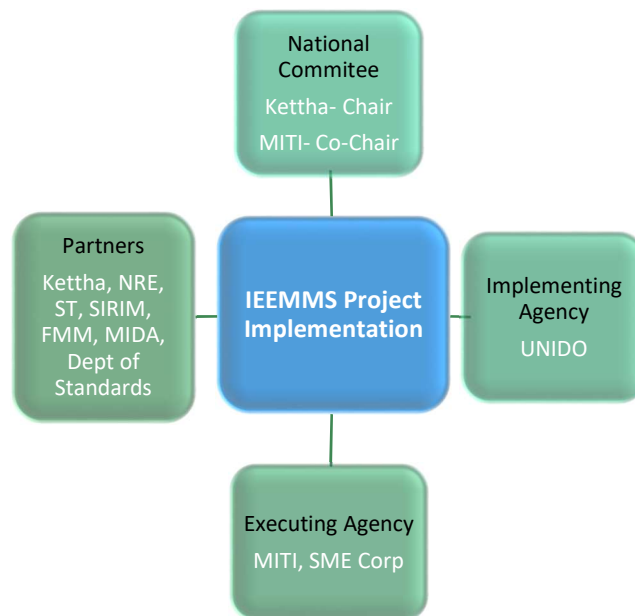 National
Commitee
Kettha- Chair
MITI- Co-Chair
Partners
Kettha, NRE,
ST, SIRIM,
FMM, MIDA,
Dept of
Standards
IEEMMS Project
Implementation
Implementing
Agency
UNIDO
Executing Agency
MITI, SME Corp